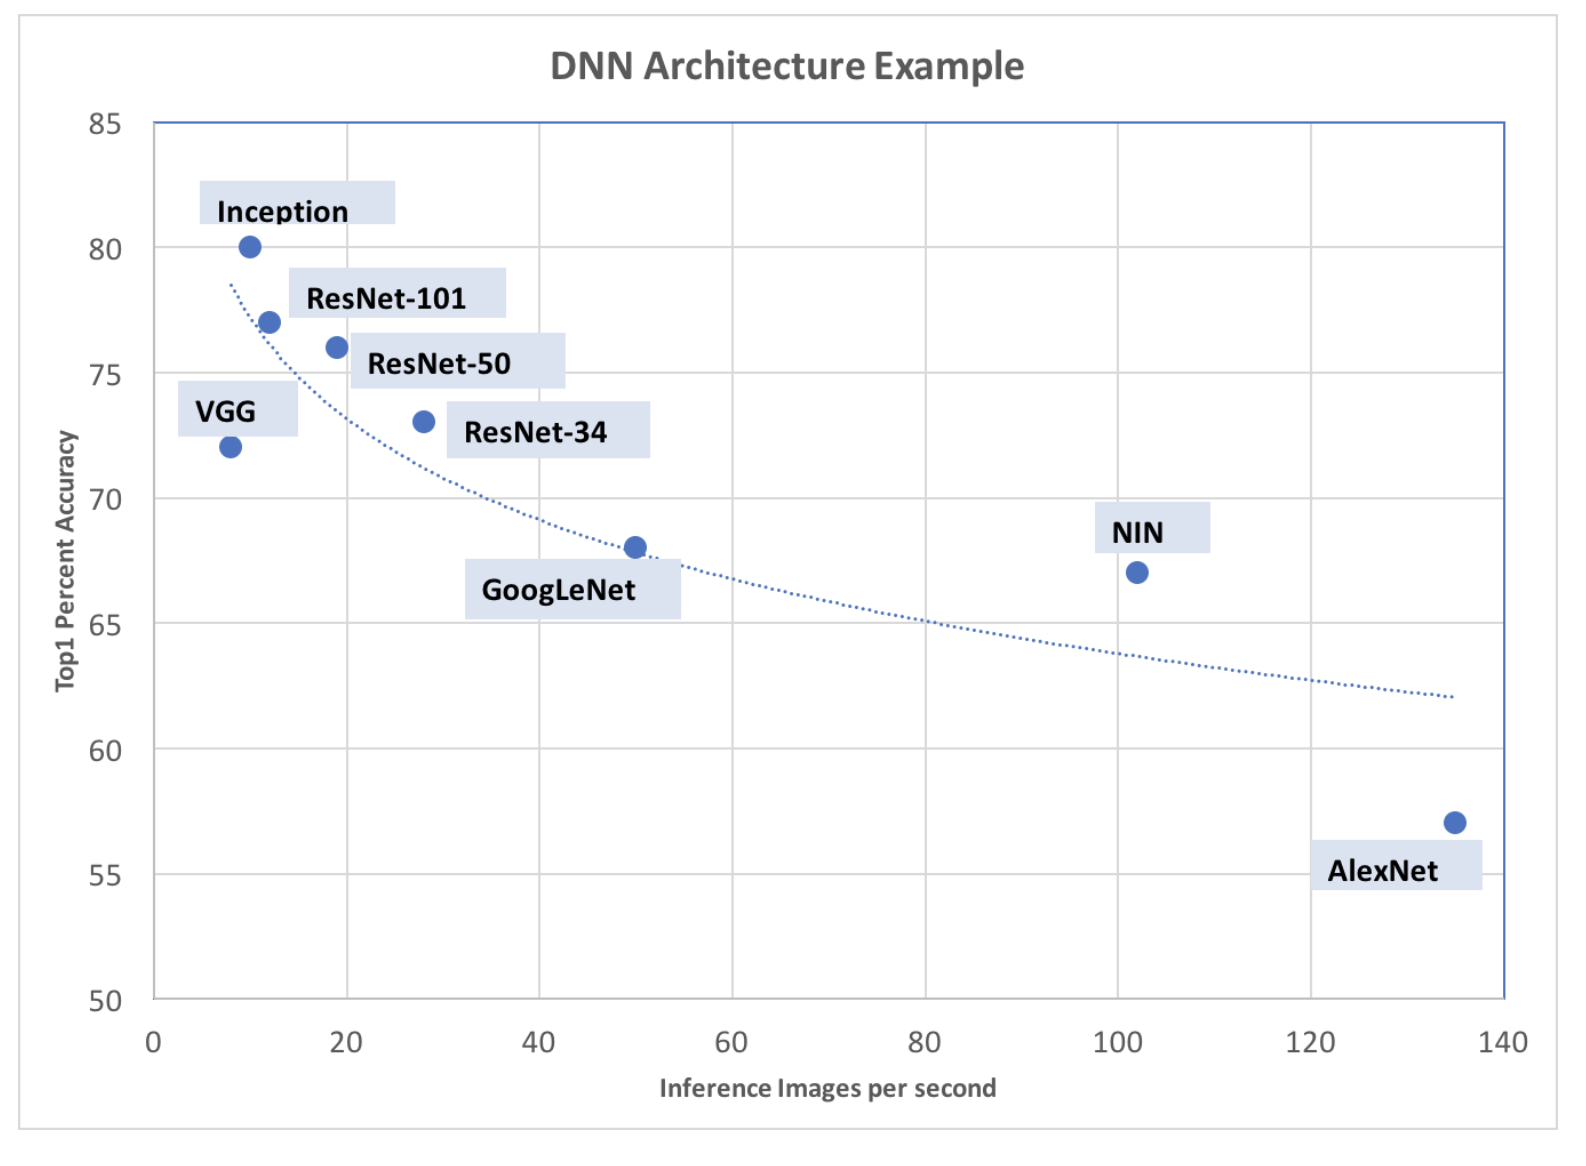 DNN Architecture Example
85
80
75
70
65
60
55
50
Top1 Percent Accuracy
Inception
ResNet-101
ResNet-50
VGG
ResNet-34
NIN
GoogLeNet
AlexNet
0 20 40 60 80 100 120 140
Inference Images per second